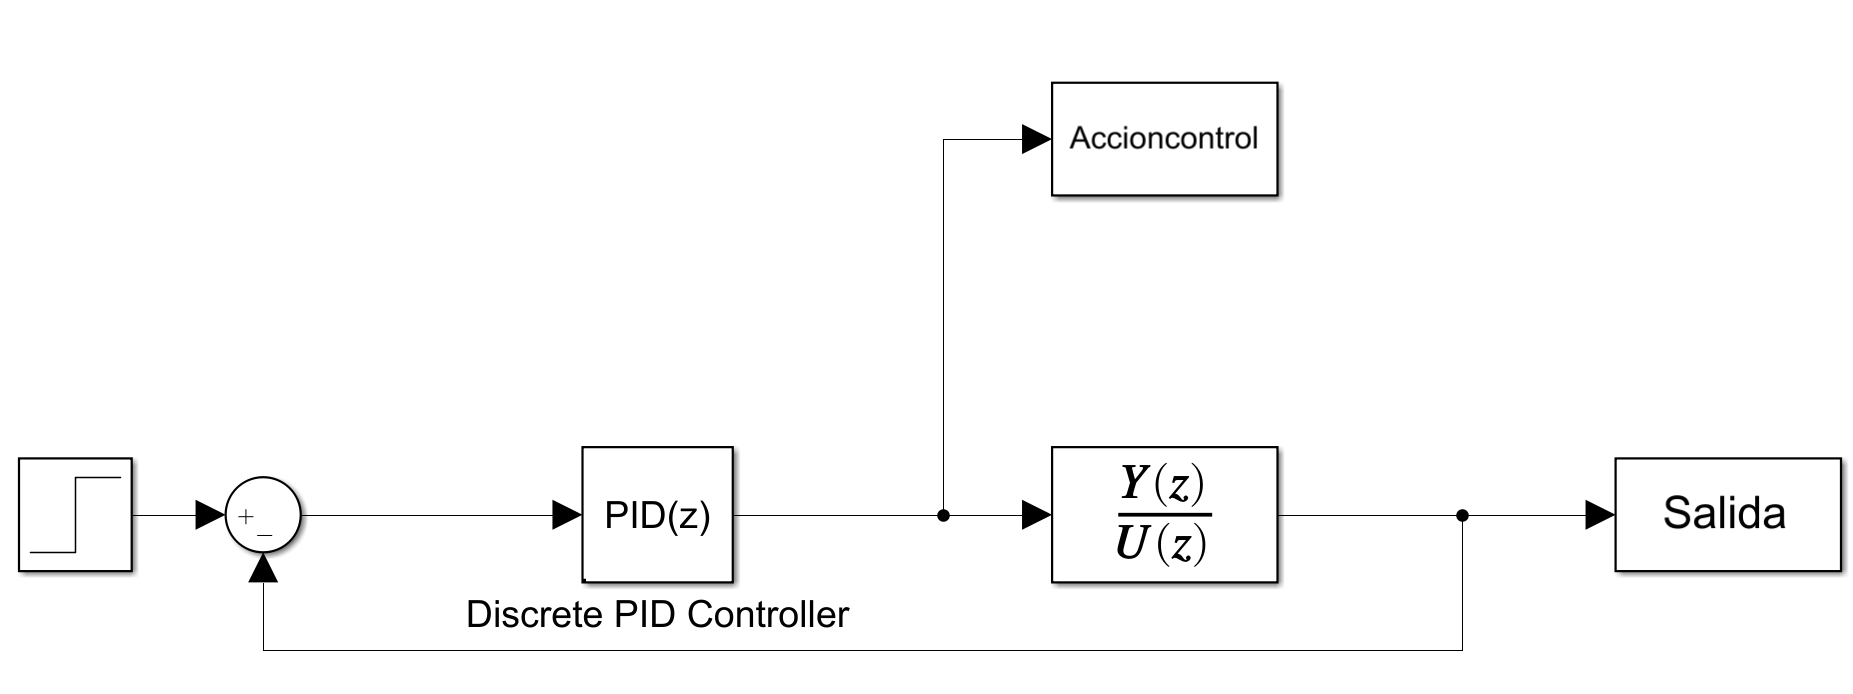 Accioncontrol
+
−
PID(z)
Y(z)
U(z)
Salida
Discrete PID Controller